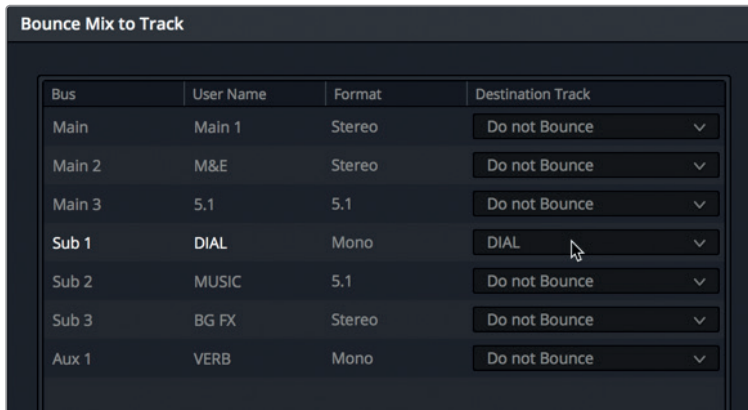 Bounce Mix to Track
Bus User Name Format Destination Track
Main Main 1 Stereo Do not Bounce
Main 2 M&E Stereo Do not Bounce
Main 3 5.1 5.1 Do not Bounce
Sub 1 DIAL Mono DIAL
Sub 2 MUSIC 5.1 Do not Bounce
Sub 3 BG FX Stereo Do not Bounce
Aux 1 VERB Mono Do not Bounce